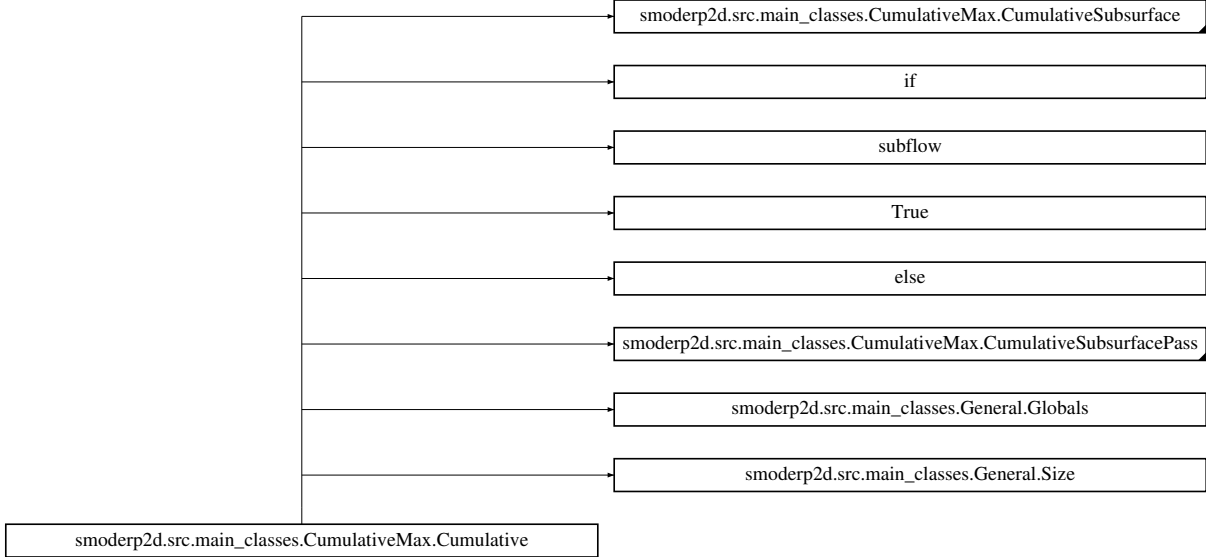 smoderp2d.src.main_classes.CumulativeMax.CumulativeSubsurface
if
subflow
True
else
smoderp2d.src.main_classes.CumulativeMax.CumulativeSubsurfacePass
smoderp2d.src.main_classes.General.Globals
smoderp2d.src.main_classes.General.Size
smoderp2d.src.main_classes.CumulativeMax.Cumulative